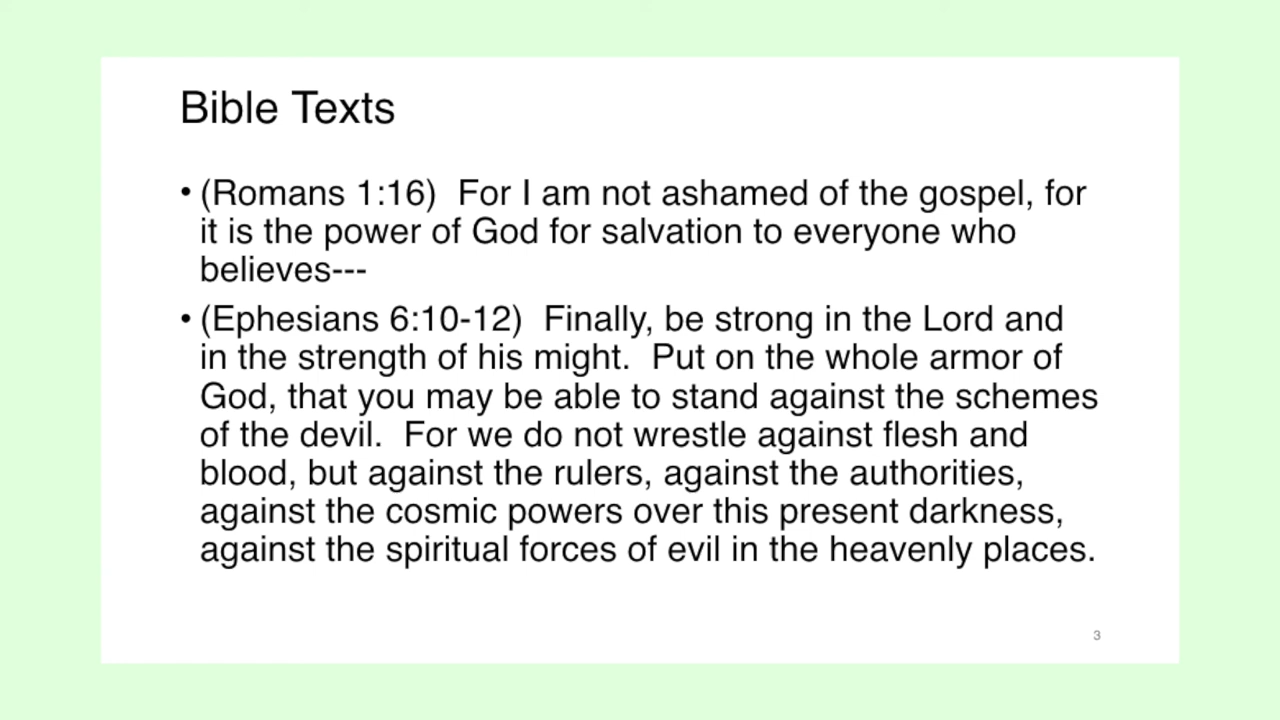 Bible Texts
• (Romans 1:16)  For I am not ashamed of the gospel, for
it is the power of God for salvation to everyone who
believes---
• (Ephesians 6:10-12)  Finally, be strong in the Lord and
in the strength of his might.  Put on the whole armor of
God, that you may be able to stand against the schemes
of the devil.  For we do not wrestle against flesh and
blood, but against the rulers, against the authorities,
against the cosmic powers over this present darkness,
against the spiritual forces of evil in the heavenly places.
3